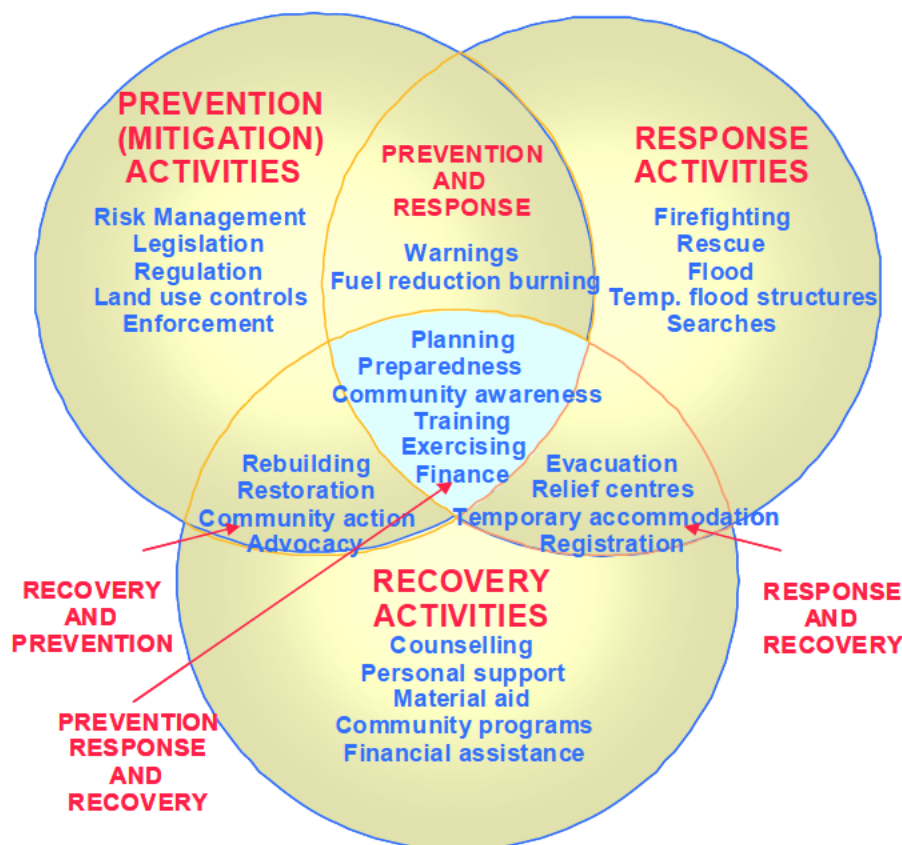 PREVENTION
(MITIGATION)
ACTIVITIES
Risk Management
Legislation
Regulation
Land use controls
Enforcement
PREVENTION
AND
RESPONSE
Warnings
Fuel reduction burning
RESPONSE
ACTIVITIES
Firefighting
Rescue
Flood
Temp. flood structures
Searches
Planning
Preparedness
Community awareness
Training
Exercising
Finance
Rebuilding
Restoration
Community action
Advocacy
Evacuation
Relief centres
Temporary accommodation
Registration
RECOVERY
AND
PREVENTION
RECOVERY
ACTIVITIES
Counselling
Personal support
Material aid
Community programs
Financial assistance
RESPONSE
AND
RECOVERY
PREVENTION
RESPONSE
AND
RECOVERY